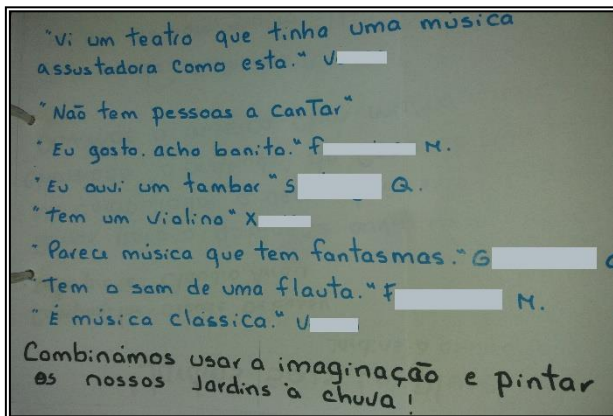 "Vi um teatro que tinha uma música
assustadora como esta." V
"Não tem pessoas a canTar"
"Eu gosto. acho bonito." f M.
"Eu ouvi um tambor" S Q.
"tem um violino" X
"Parece música que tem fantasmas." G
"Tem o som de uma flauta." F M.
"É música clássica." V
Combinámos usar a imaginação e pintar
os nossos Jardins à chuva!